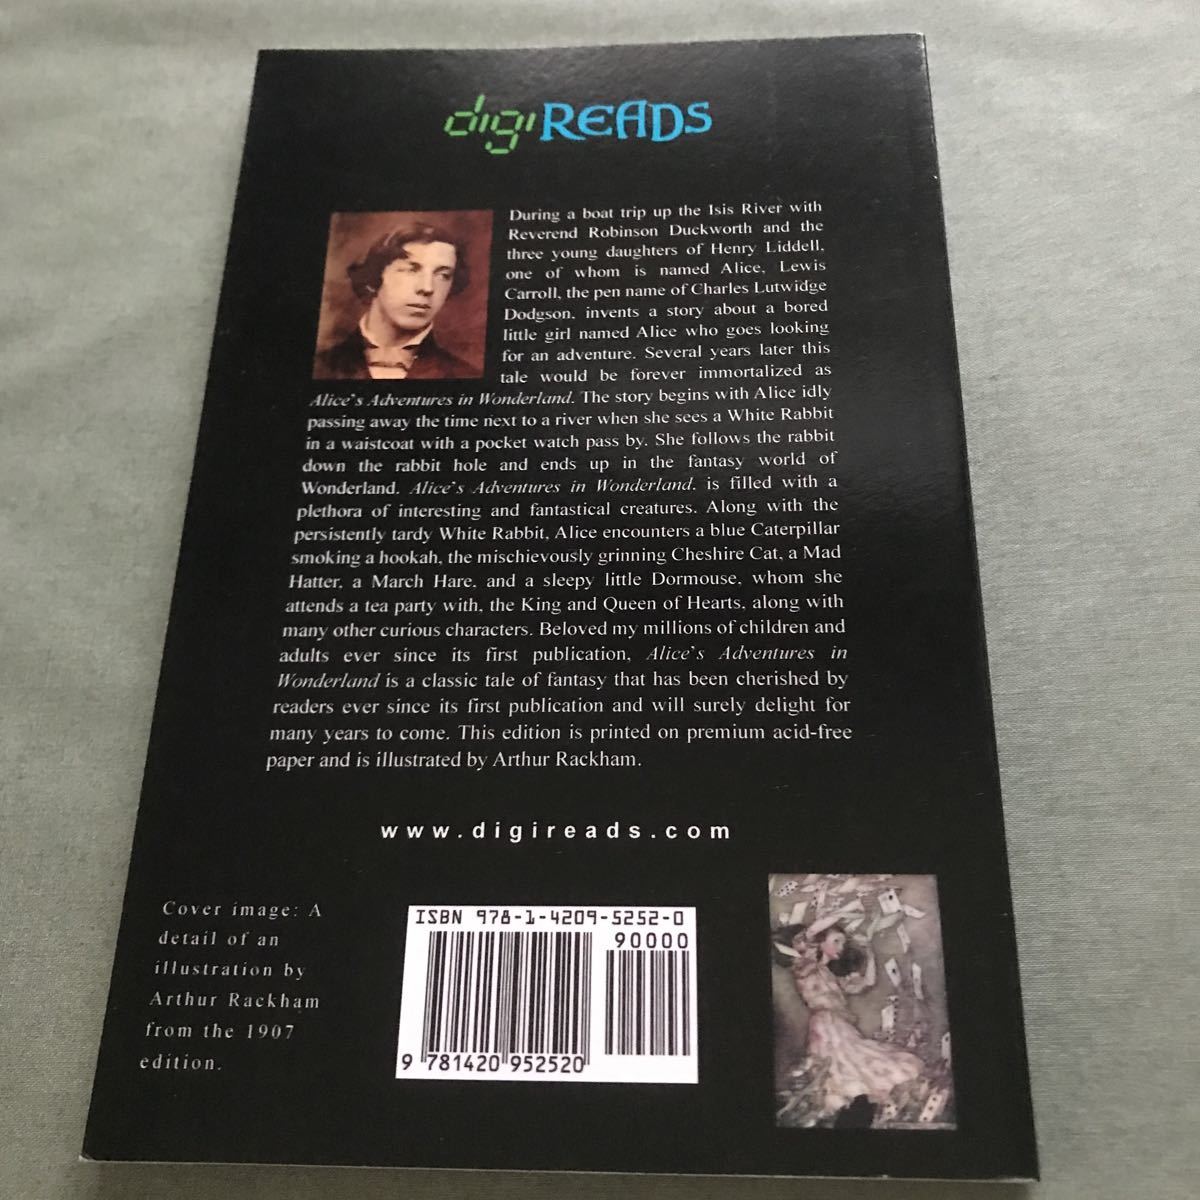 digiREADS
During a boat trip up the Isis River with
Reverend Robinson Duckworth and the
three young daughters of Henry Liddell,
one of whom is named Alice, Lewis
Carroll, the pen name of Charles Lutwidge
Dodgson, invents a story about a bored
little girl named Alice who goes looking
for an adventure. Several years later this
tale would be forever immortalized as
Alice's Adventures in Wonderland. The story begins with Alice idly
passing away the time next to a river when she sees a White Rabbit
in a waistcoat with a pocket watch pass by. She follows the rabbit
down the rabbit hole and ends up in the fantasy world of
Wonderland. Alice's Adventures in Wonderland. is filled with a
plethora of interesting and fantastical creatures. Along with the
persistently tardy White Rabbit, Alice encounters a blue Caterpillar
smoking a hookah, the mischievously grinning Cheshire Cat, a Mad
Hatter, a March Hare, and a sleepy little Dormouse, whom she
attends a tea party with, the King and Queen of Hearts, along with
many other curious characters. Beloved my millions of children and
adults ever since its first publication, Alice's Adventures in
Wonderland is a classic tale of fantasy that has been cherished by
readers ever since its first publication and will surely delight for
many years to come. This edition is printed on premium acid-free
paper and is illustrated by Arthur Rackham.
www.digireads.com
Cover image: A
detail of an
illustration by
Arthur Rackham
from the 1907
edition.
ISBN 978-1-4209-5252-0
90000
9 781420 952520